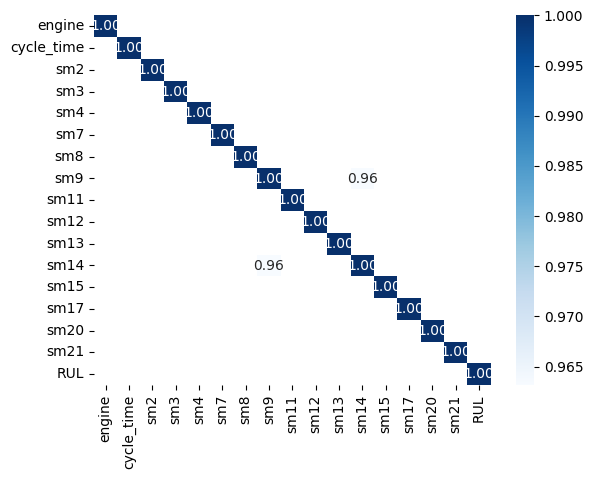 engine
cycle_time
sm2
sm3
sm4
sm7
sm8
sm9
sm11
sm12
sm13
sm14
sm15
sm17
sm20
sm21
RUL
1.00
1.00
1.00
1.00
1.00
1.00
1.00
1.00 0.96
1.00
1.00
1.00
0.96 1.00
1.00
1.00
1.00
1.00
1.00
engine
cycle_time
sm2
sm3
sm4
sm7
sm8
sm9
sm11
sm12
sm13
sm14
sm15
sm17
sm20
sm21
RUL
1.000
0.995
0.990
0.985
0.980
0.975
0.970
0.965